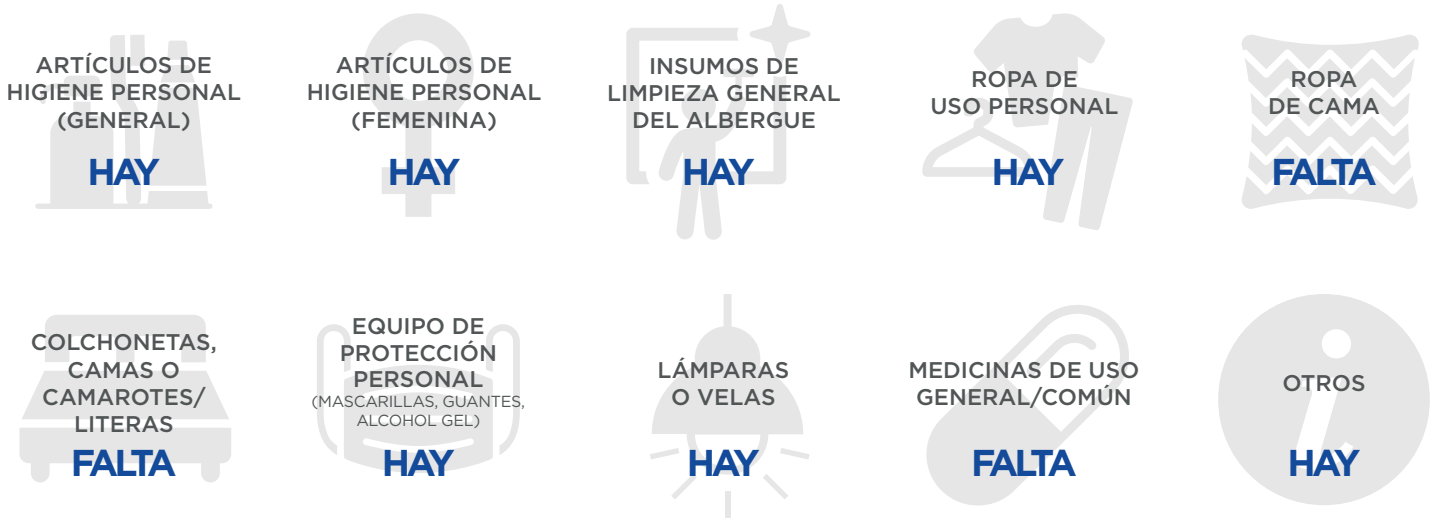 ARTÍCULOS DE
HIGIENE PERSONAL
(GENERAL)
HAY
ARTÍCULOS DE
HIGIENE PERSONAL
(FEMENINA)
HAY
INSUMOS DE
LIMPIEZA GENERAL
DEL ALBERGUE
HAY
ROPA DE
USO PERSONAL
HAY
ROPA
DE CAMA
FALTA
COLCHONETAS,
CAMAS O
CAMAROTES/
LITERAS
FALTA
EQUIPO DE
PROTECCIÓN
PERSONAL
(MASCARILLAS, GUANTES,
ALCOHOL GEL)
HAY
LÁMPARAS
O VELAS
HAY
MEDICINAS DE USO
GENERAL/COMÚN
FALTA
OTROS
HAY